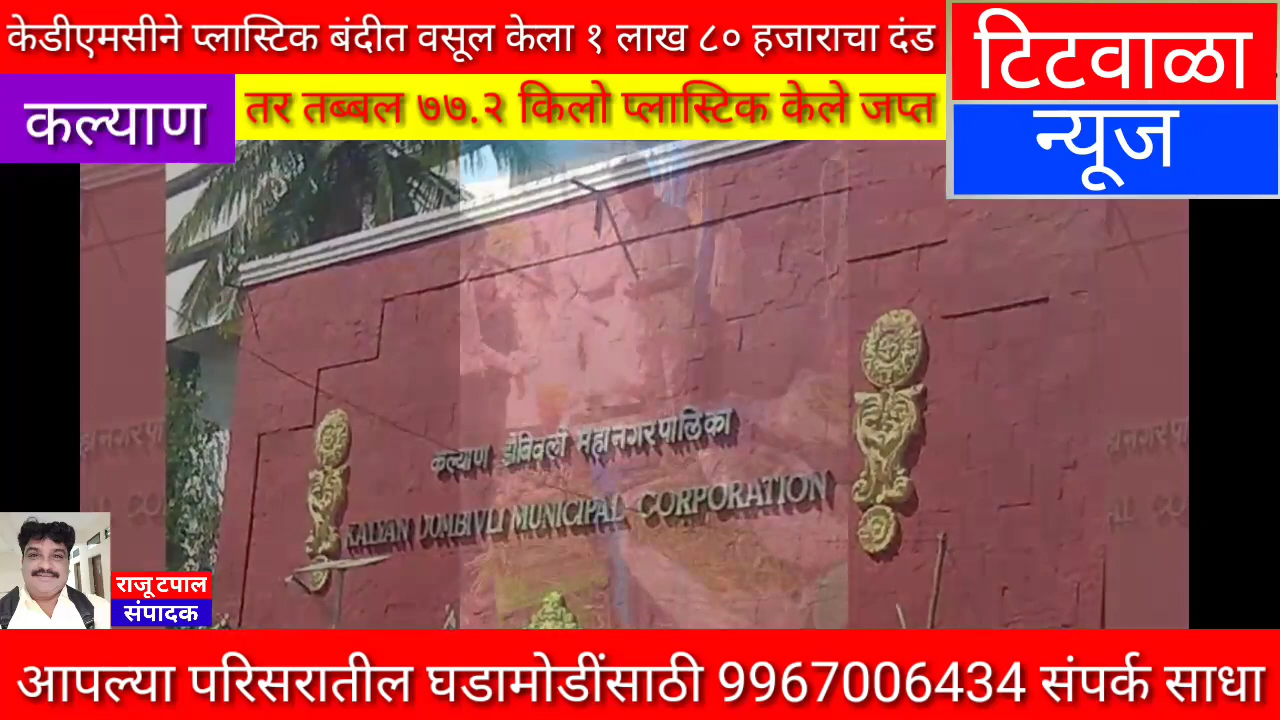 केडीएमसीने प्लास्टिक बंदीत वसूल केला १ लाख ८० हजाराचा दंड
टिटवाळा
न्यूज
कल्याण
तर तब्बल ७७.२ किलो प्लास्टिक केले जप्त
कल्याण डोंबिवली महानगरपालिका
KALYAN DOMBIVLI MUNICIPAL CORPORATION
राजू टपाल
संपादक
आपल्या परिसरातील घडामोडींसाठी 9967006434 संपर्क साधा